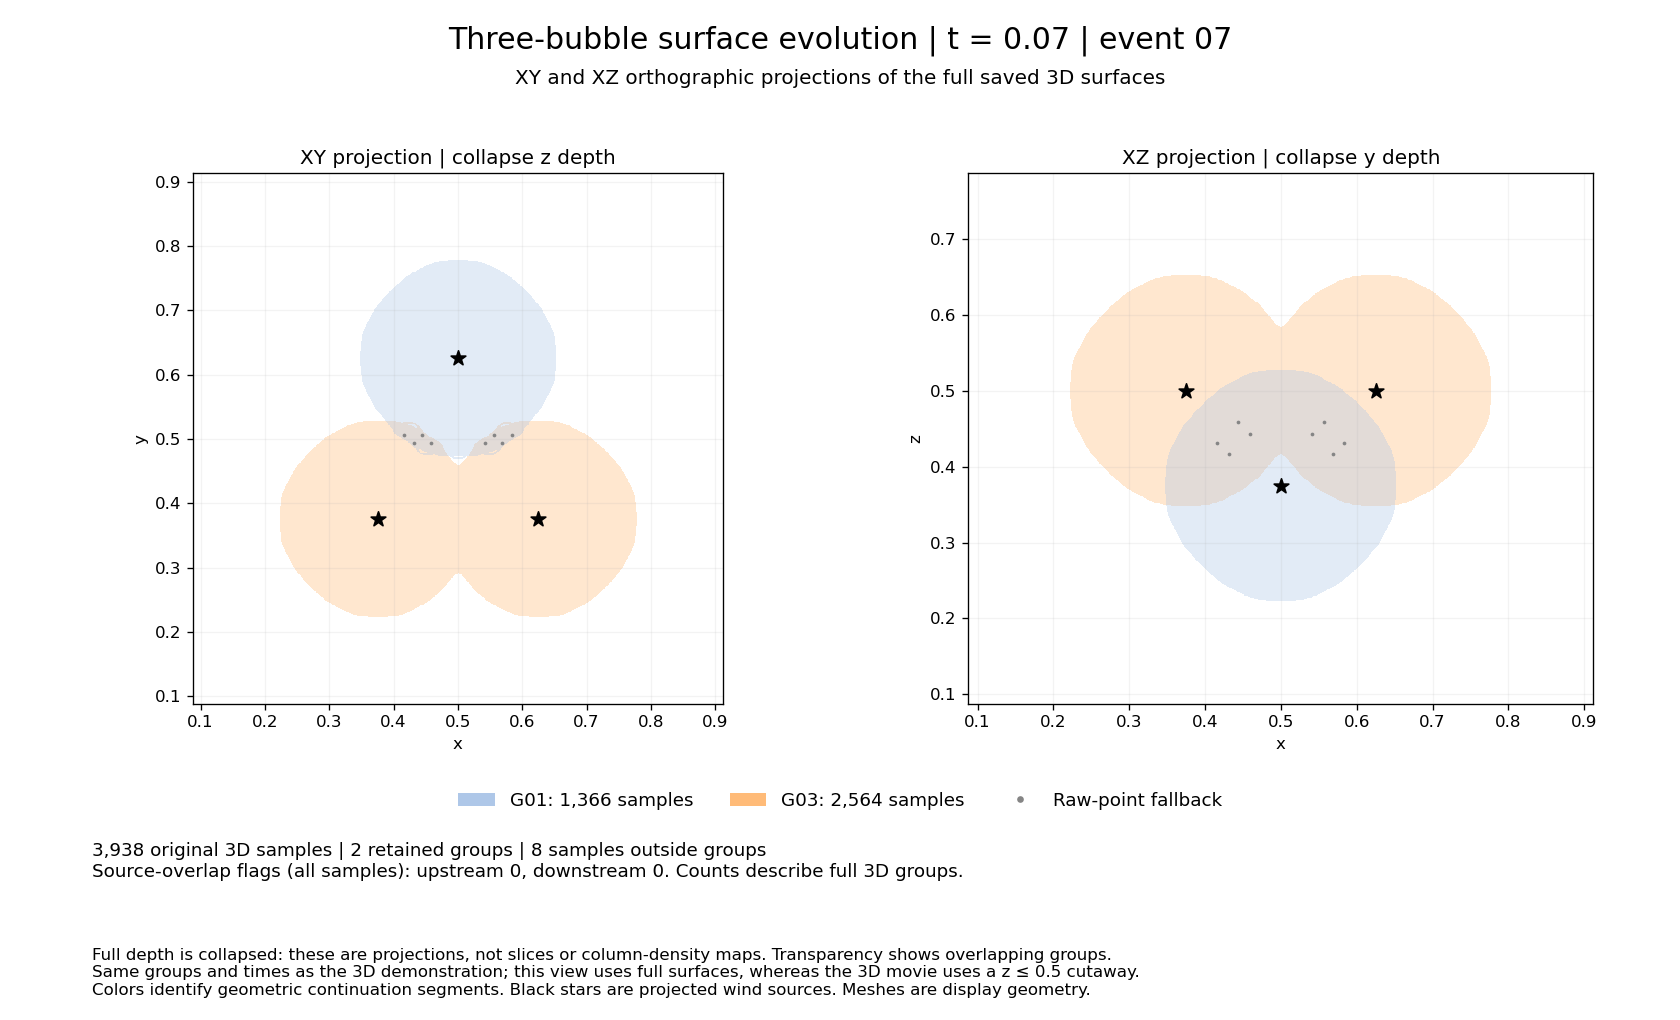 Three-bubble surface evolution | t = 0.07 | event 07
XY and XZ orthographic projections of the full saved 3D surfaces
XY projection | collapse z depth
0.9
0.8
0.7
0.6
0.5
0.4
0.3
0.2
0.1
y
0.1 0.2 0.3 0.4 0.5 0.6 0.7 0.8 0.9
x
XZ projection | collapse y depth
0.7
0.6
0.5
0.4
0.3
0.2
0.1
z
0.1 0.2 0.3 0.4 0.5 0.6 0.7 0.8 0.9
x
G01: 1,366 samples G03: 2,564 samples Raw-point fallback
3,938 original 3D samples | 2 retained groups | 8 samples outside groups
Source-overlap flags (all samples): upstream 0, downstream 0. Counts describe full 3D groups.
Full depth is collapsed: these are projections, not slices or column-density maps. Transparency shows overlapping groups.
Same groups and times as the 3D demonstration; this view uses full surfaces, whereas the 3D movie uses a z ≤ 0.5 cutaway.
Colors identify geometric continuation segments. Black stars are projected wind sources. Meshes are display geometry.